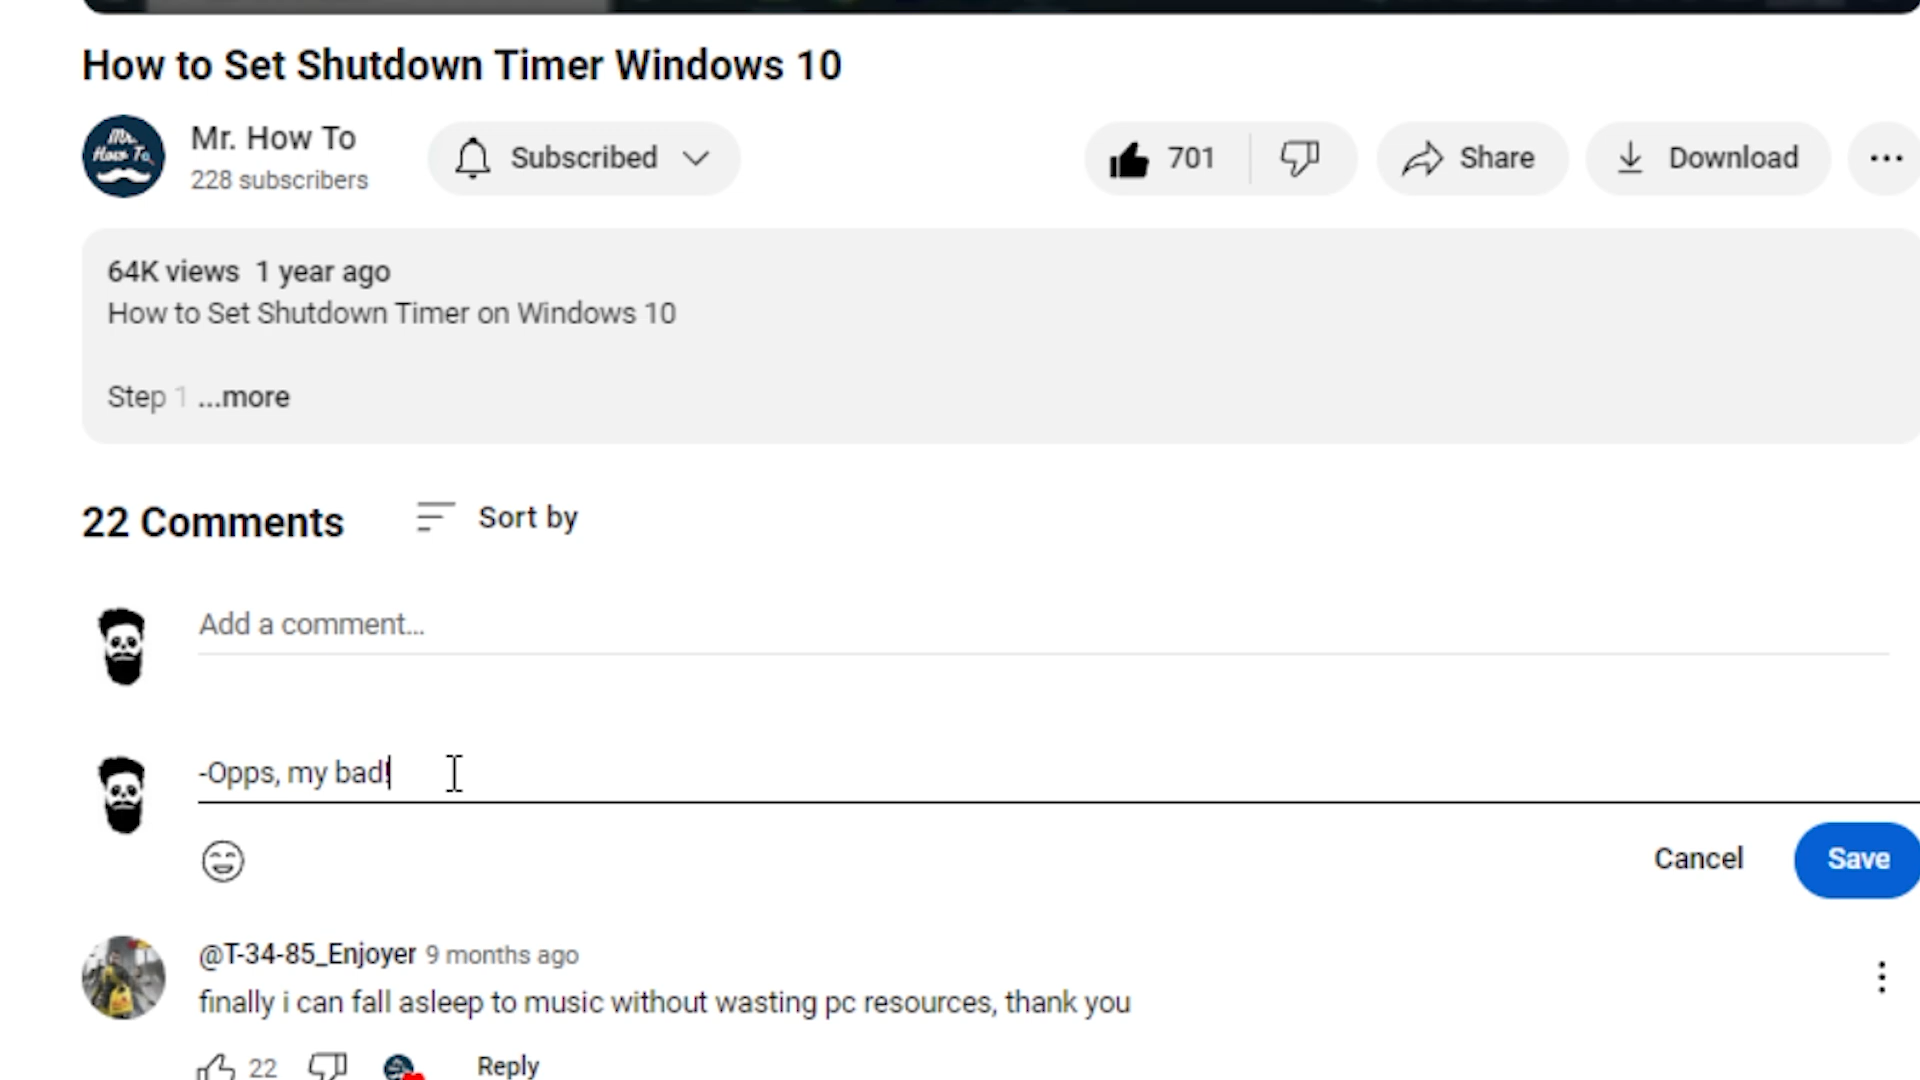 How to Set Shutdown Timer Windows 10
Mr. How To
Mr. How To
228 subscribers
Subscribed
701
Share
Download
64K views 1 year ago
How to Set Shutdown Timer on Windows 10
Step 1 ...more
22 Comments
Sort by
Add a comment...
-Opps, my bad!
Cancel
Save
@T-34-85_Enjoyer 9 months ago
finally i can fall asleep to music without wasting pc resources, thank you
22
Reply